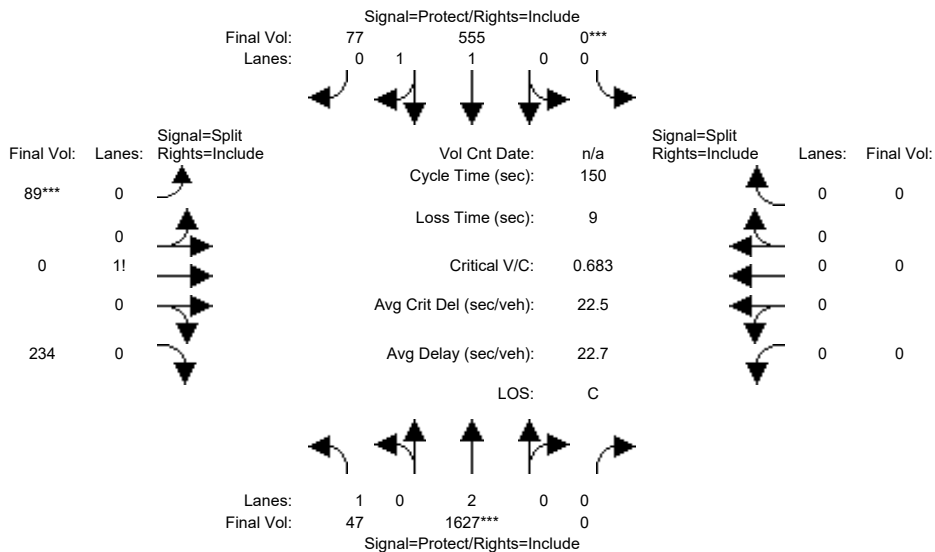 Signal=Protect/Rights=Include
Final Vol: 77 555 0***
Lanes: 0 1 1 0 0
Signal=Split
Final Vol: Lanes: Rights=Include
Vol Cnt Date: n/a
Signal=Split
Rights=Include Lanes: Final Vol:
Cycle Time (sec): 150
89*** 0
0 0
Loss Time (sec): 9
0
0
0 1!
Critical V/C: 0.683
0 0
0
Avg Crit Del (sec/veh): 22.5
0
234 0
Avg Delay (sec/veh): 22.7
0 0
LOS: C
Lanes: 1 0 2 0 0
Final Vol: 47 1627*** 0
Signal=Protect/Rights=Include